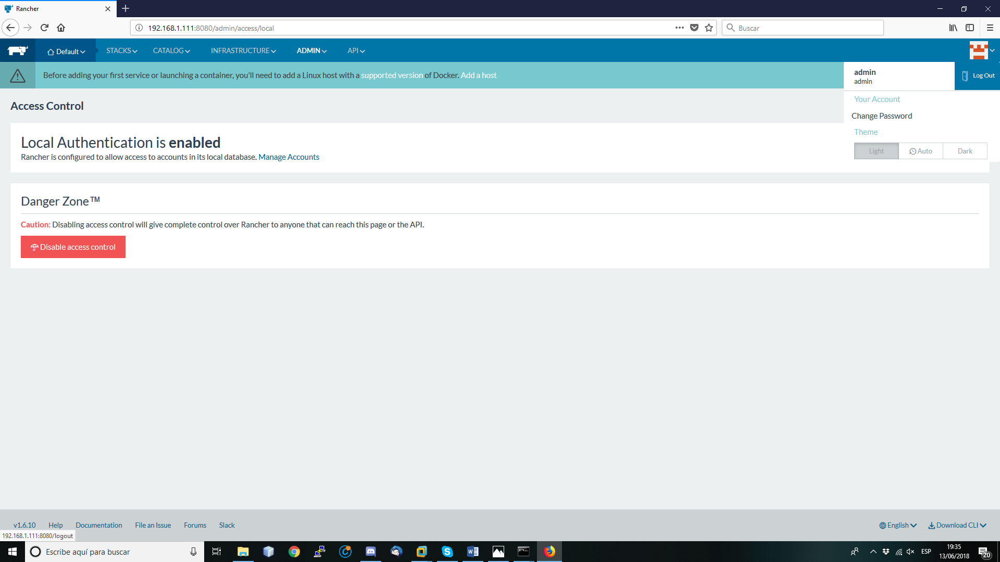 Rancher
192.168.1.111:8080/admin/access/local
Buscar
Default
STACKS
CATALOG
INFRASTRUCTURE
ADMIN
API
Before adding your first service or launching a container, you'll need to add a Linux host with a supported version of Docker. Add a host
admin
admin
Log Out
Your Account
Change Password
Theme
Light
Auto
Dark
Access Control
Local Authentication is enabled
Rancher is configured to allow access to accounts in its local database. Manage Accounts
Danger Zone™
Caution: Disabling access control will give complete control over Rancher to anyone that can reach this page or the API.
Disable access control
v1.6.10
Help
Documentation
File an Issue
Forums
Slack
English
Download CLI
192.168.1.111:8080/logout
Escribe aquí para buscar
ESP
19:35
13/06/2018
20